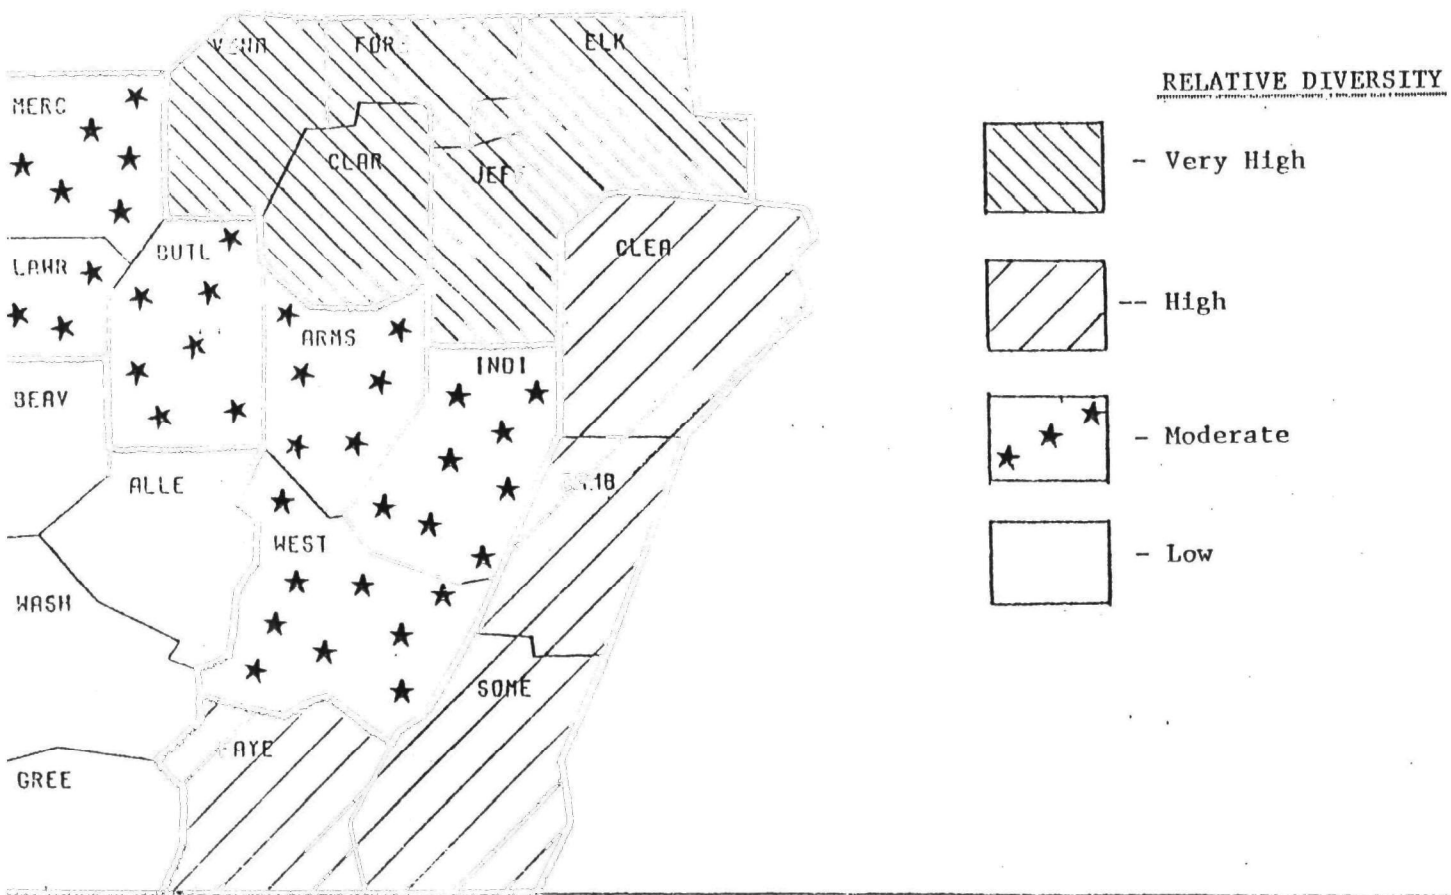 ELK
RELATIVE DIVERSITY
MERC
CLAR
- Very High
CLEA
BUTL
LAWR
-- High
ARMS
INDI
BEAV
- Moderate
ALLE
WEST
- Low
WASH
SOME
GREE